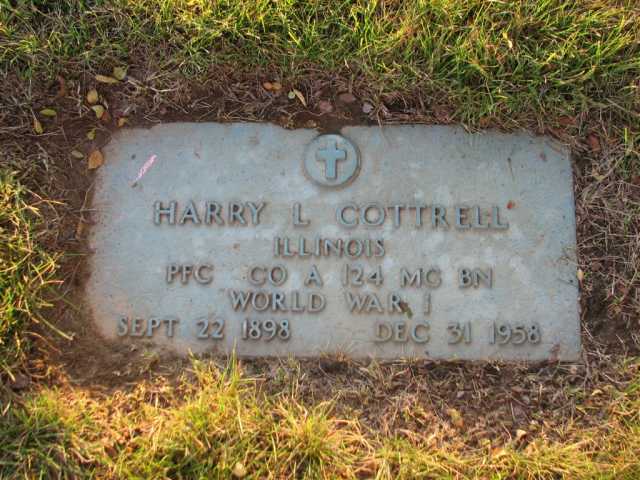 HARRY L COTTRELL
ILLINOIS
PFC CO A 124 MG BN
WORLD WAR I
SEPT 22 1898 DEC 31 1958